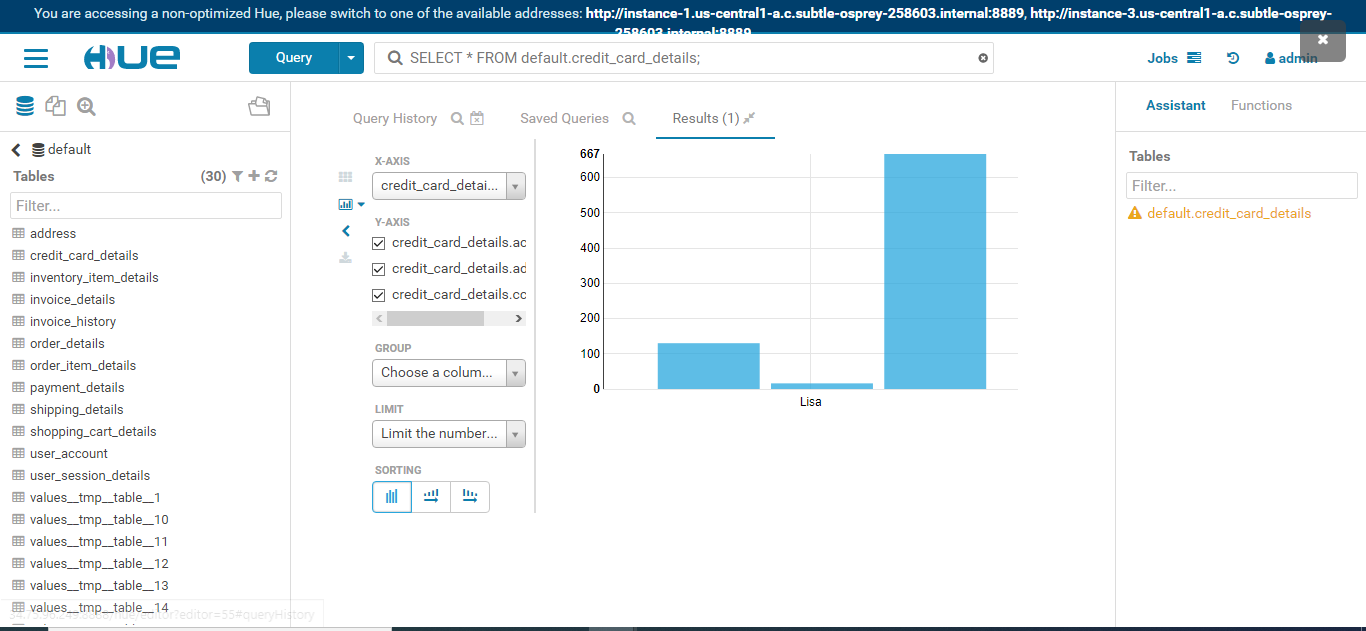 You are accessing a non-optimized Hue, please switch to one of the available addresses: http://instance-1.us-central1-a.c.subtle-osprey-258603.internal:8889, http://instance-3.us-central1-a.c.subtle-osprey-
258603.internal:8889
HUE
Query
SELECT * FROM default.credit_card_details;
Jobs
admin
default
Tables
(30)
Filter...
address
credit_card_details
inventory_item_details
invoice_details
invoice_history
order_details
order_item_details
payment_details
shipping_details
shopping_cart_details
user_account
user_session_details
values__tmp__table__1
values__tmp__table__10
values__tmp__table__11
values__tmp__table__12
values__tmp__table__13
values__tmp__table__14
Query History
Saved Queries
Results (1)
X-AXIS
credit_card_detai...
Y-AXIS
credit_card_details.ac
credit_card_details.ad
credit_card_details.cc
GROUP
Choose a colum...
LIMIT
Limit the number...
SORTING
667
600
500
400
300
200
100
0
Lisa
Assistant
Functions
Tables
Filter...
default.credit_card_details